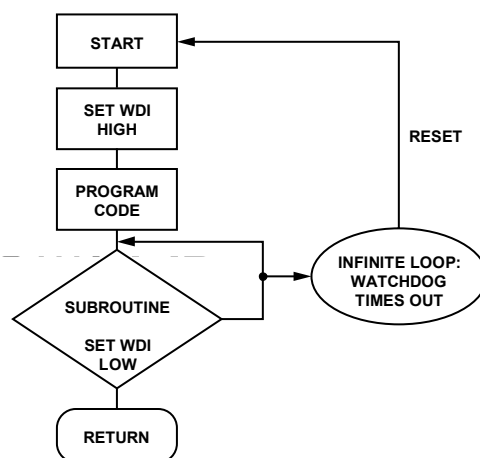 START
SET WDI
HIGH
RESET
PROGRAM
CODE
INFINITE LOOP:
WATCHDOG
TIMES OUT
SUBROUTINE
SET WDI
LOW
RETURN